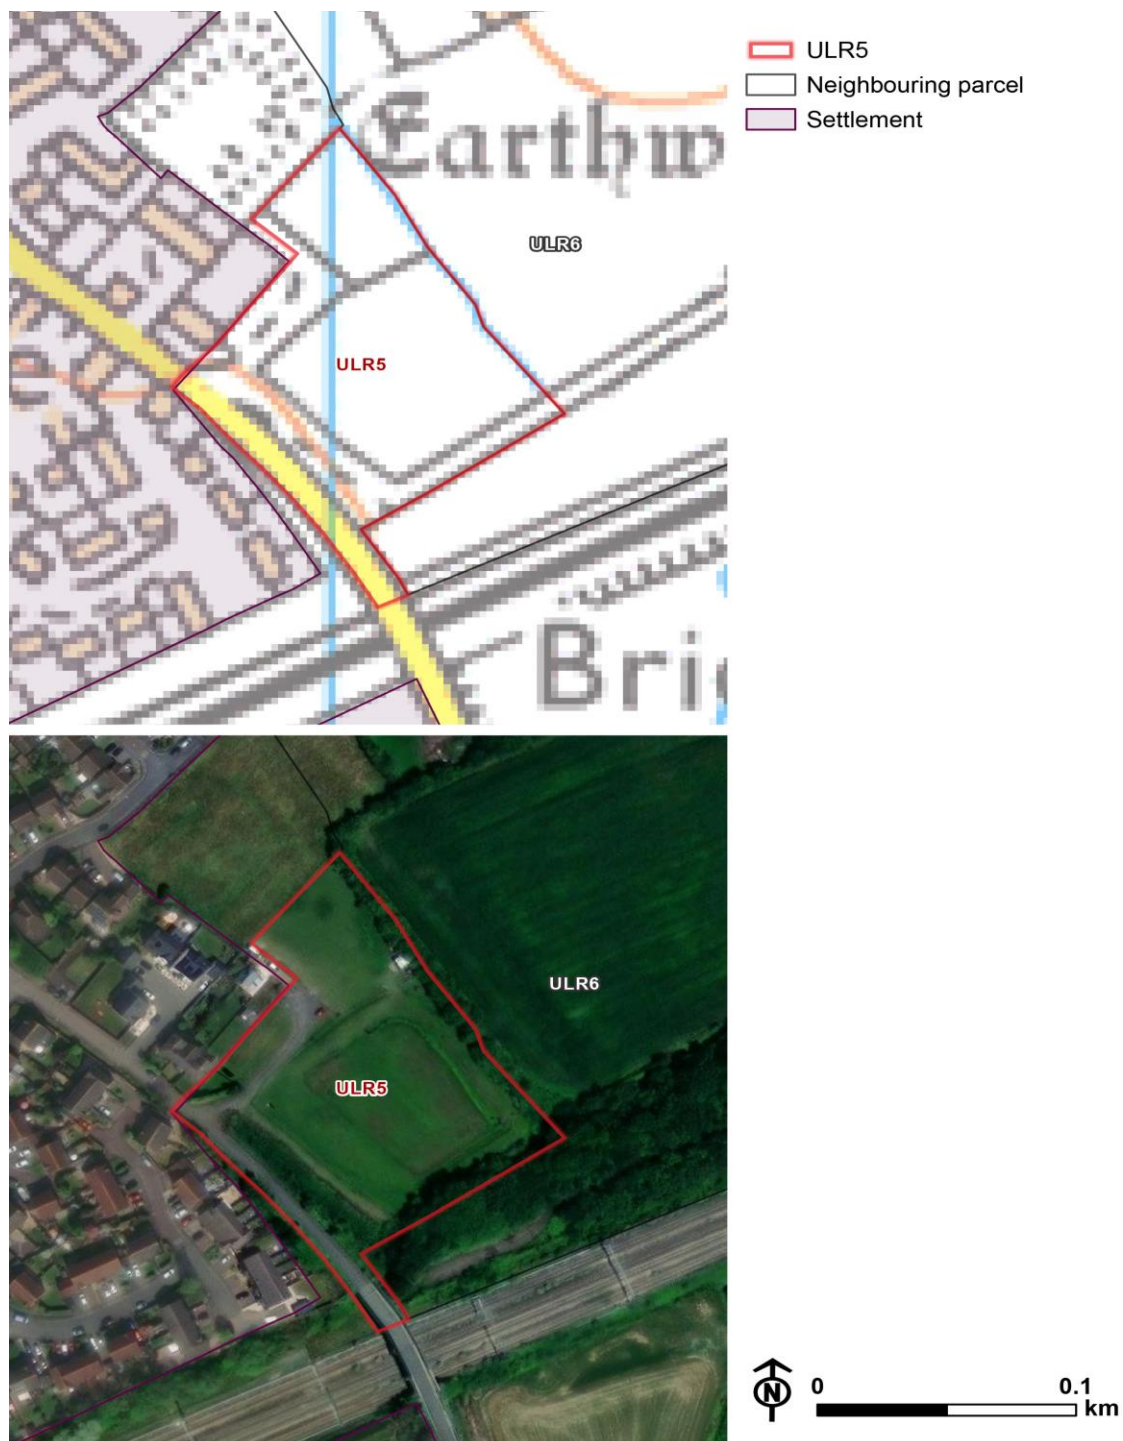 ULR5
Neighbouring parcel
Settlement
Earthw
ULR6
ULR5
Bri
ULR6
ULR5
N
0
0.1
km